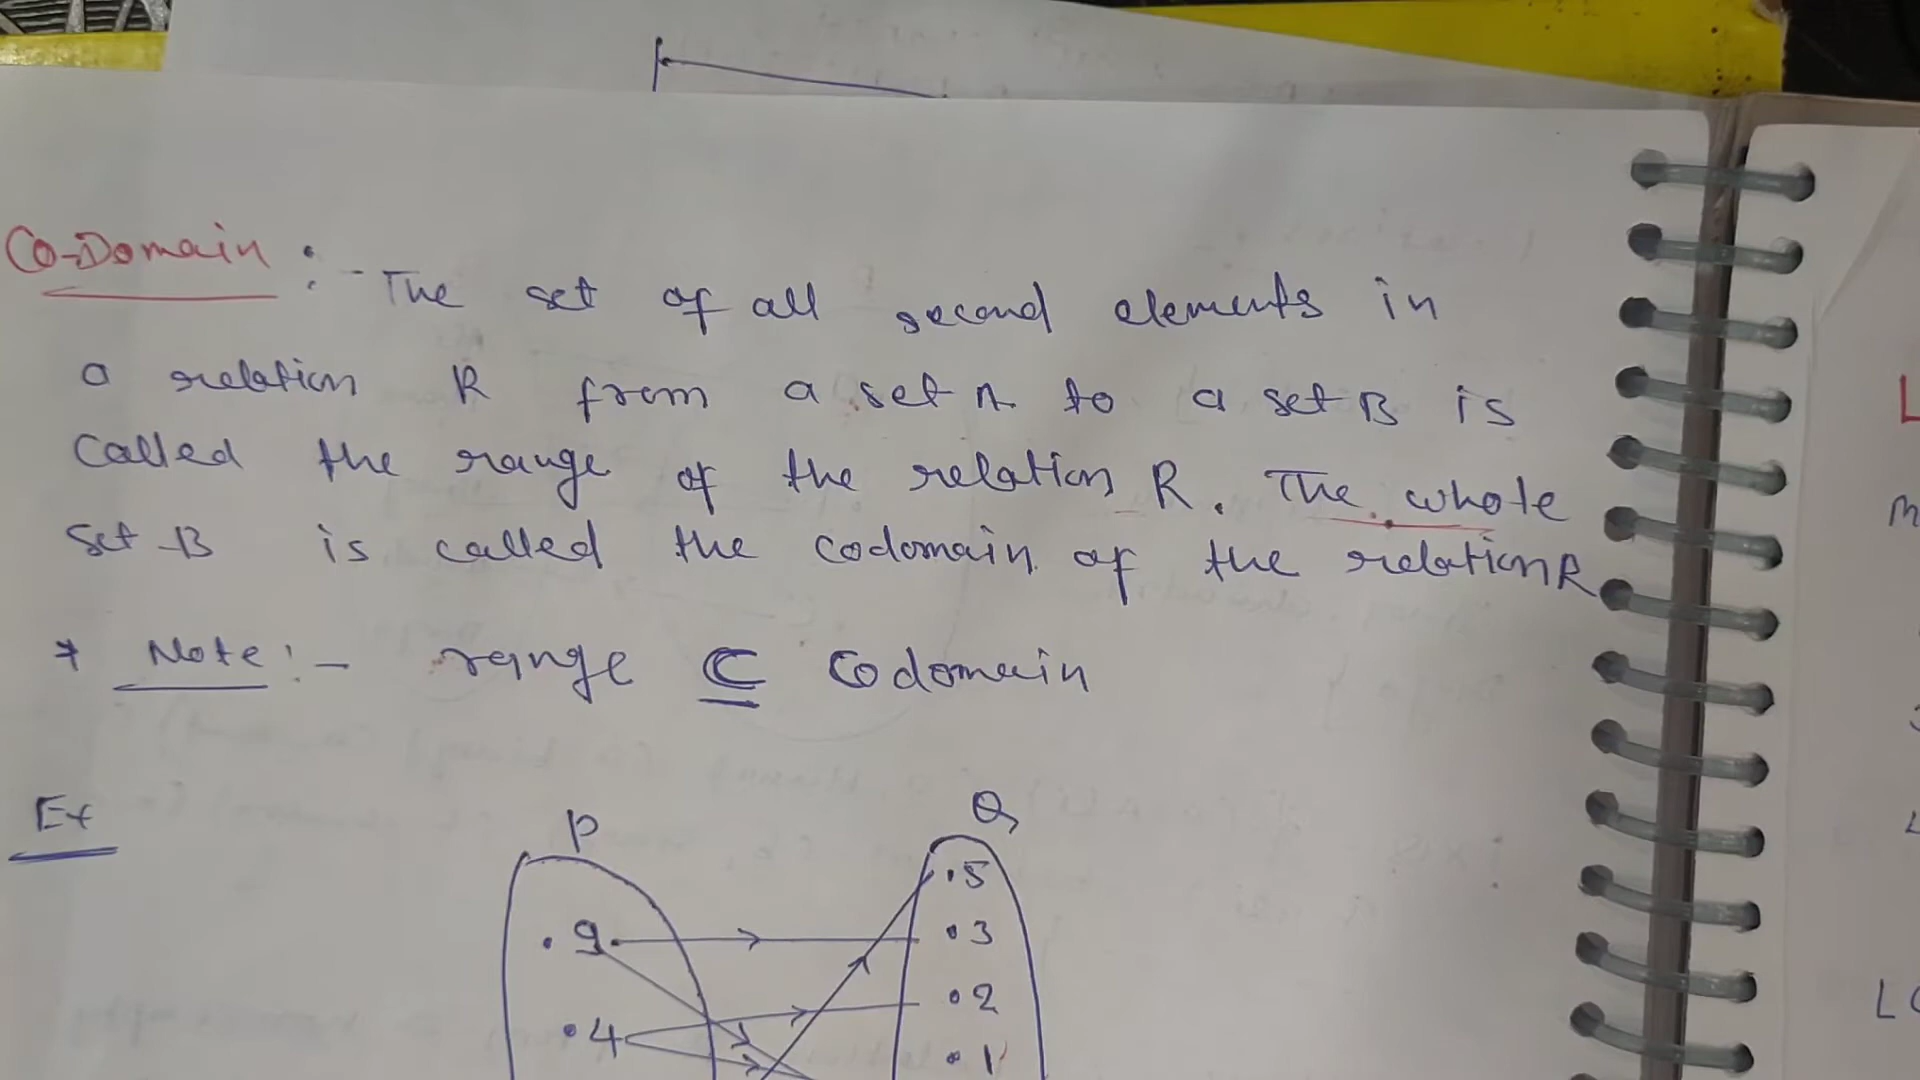 Co-Domain :- The set of all second elements in
a relation R from a set A to a set B is
called the range of the relation R. The whole
set B is called the codomain of the relation R
* Note :- range ⊆ Codomain
Ex
P Q
.5
.9. .3
.2
.4
.1
L
L